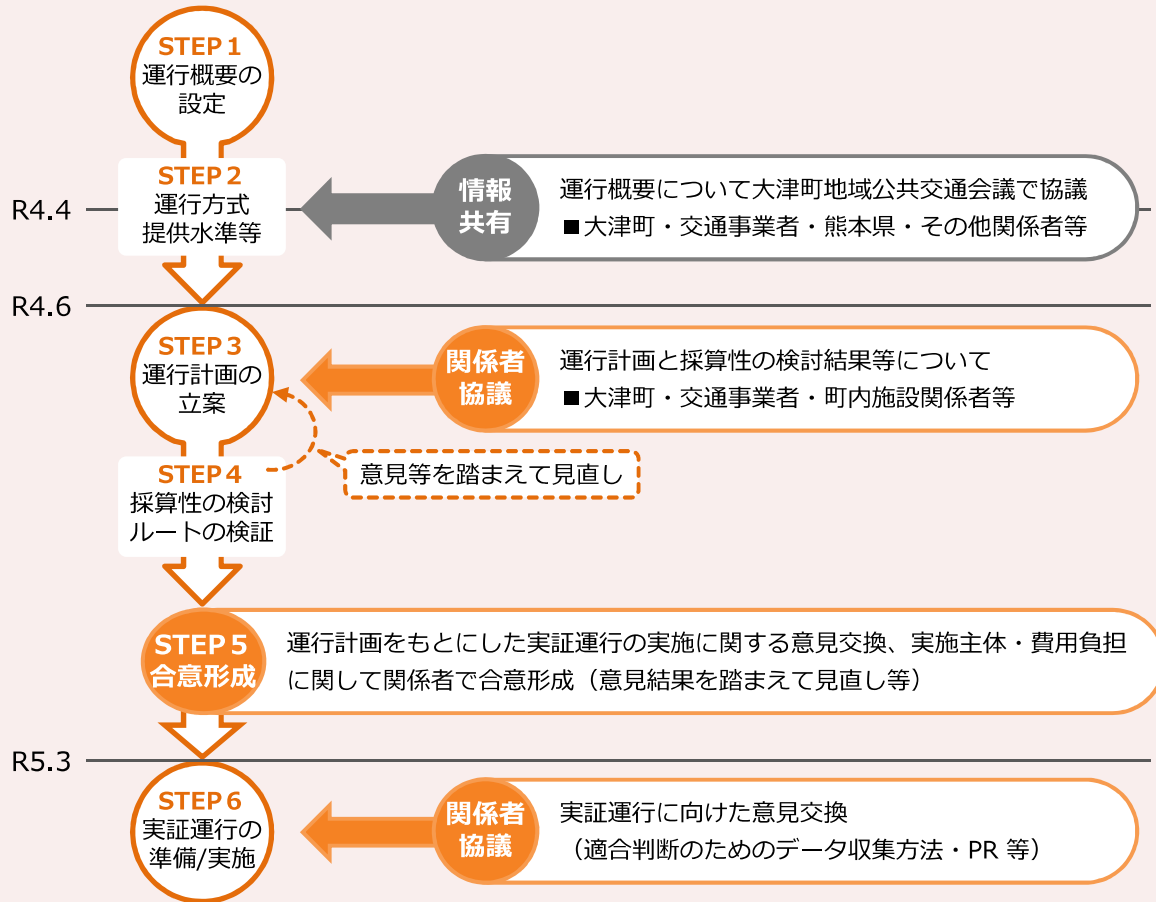 STEP1
運行概要の
設定
STEP2
運行方式
提供水準等
R4.4
情報
共有
運行概要について大津町地域公共交通会議で協議
■大津町・交通事業者・熊本県・その他関係者等
R4.6
STEP3
運行計画の
立案
関係者
協議
運行計画と採算性の検討結果等について
■大津町・交通事業者・町内施設関係者等
意見等を踏まえて見直し
STEP4
採算性の検討
ルートの検証
STEP5
合意形成
運行計画をもとにした実証運行の実施に関する意見交換、実施主体・費用負担
に関して関係者で合意形成（意見結果を踏まえて見直し等）
R5.3
STEP6
実証運行の
準備/実施
関係者
協議
実証運行に向けた意見交換
（適合判断のためのデータ収集方法・PR 等）